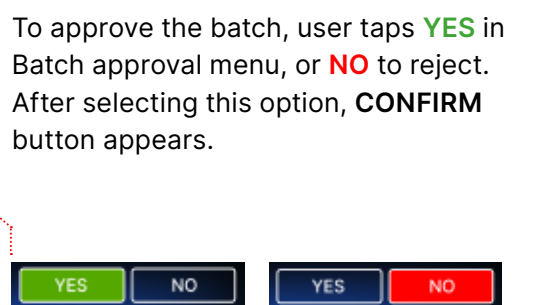 To approve the batch, user taps YES in
Batch approval menu, or NO to reject.
After selecting this option, CONFIRM
button appears.
YES NO YES NO